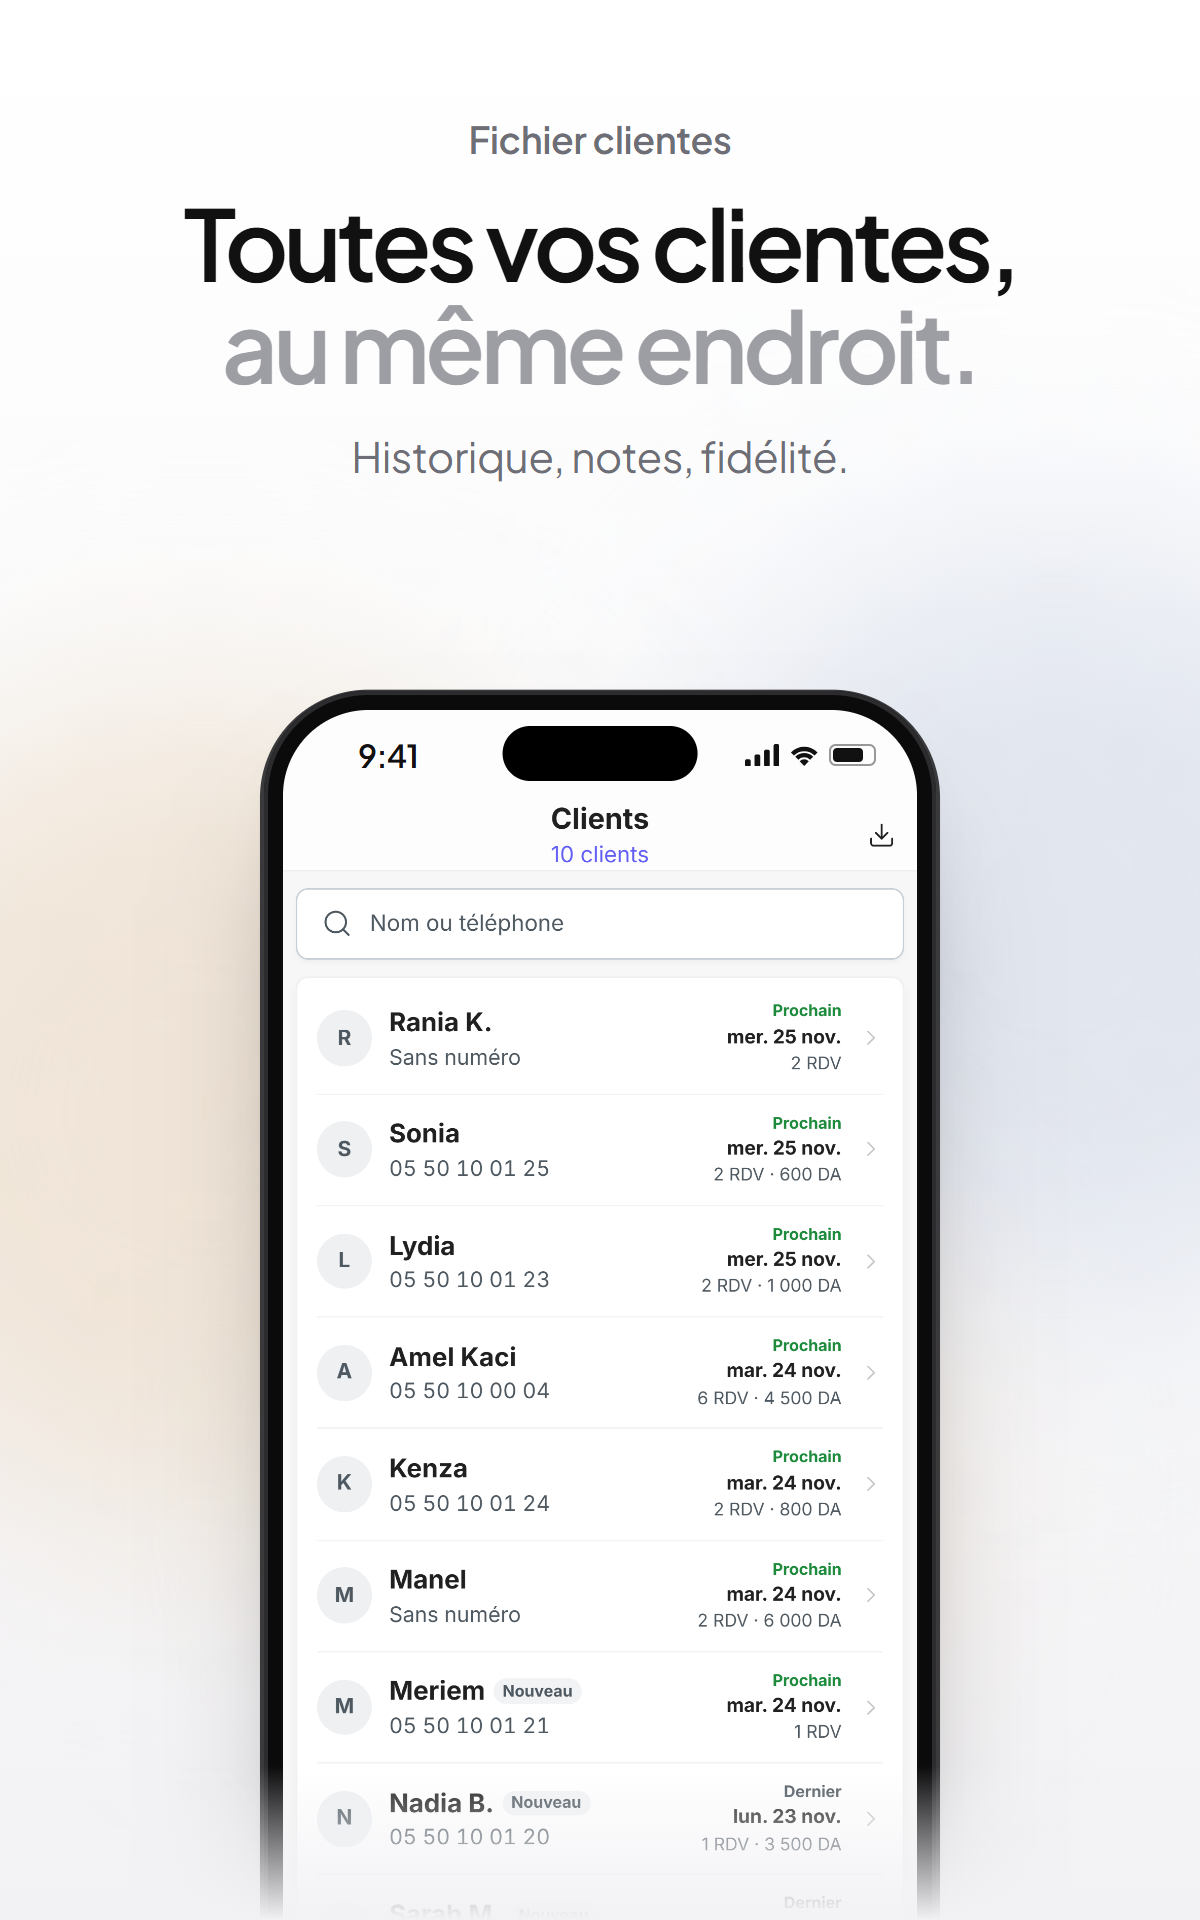 Fichier clientes
Toutes vos clientes,
au même endroit.
Historique, notes, fidélité.
9:41
Clients
10 clients
Nom ou téléphone
R
Rania K.
Sans numéro
Prochain
mer. 25 nov.
2 RDV
S
Sonia
05 50 10 01 25
Prochain
mer. 25 nov.
2 RDV · 600 DA
L
Lydia
05 50 10 01 23
Prochain
mer. 25 nov.
2 RDV · 1 000 DA
A
Amel Kaci
05 50 10 00 04
Prochain
mar. 24 nov.
6 RDV · 4 500 DA
K
Kenza
05 50 10 01 24
Prochain
mar. 24 nov.
2 RDV · 800 DA
M
Manel
Sans numéro
Prochain
mar. 24 nov.
2 RDV · 6 000 DA
M
Meriem Nouveau
05 50 10 01 21
Prochain
mar. 24 nov.
1 RDV
N
Nadia B. Nouveau
05 50 10 01 20
Dernier
lun. 23 nov.
1 RDV · 3 500 DA
Sarah M. Nouveau
Dernier